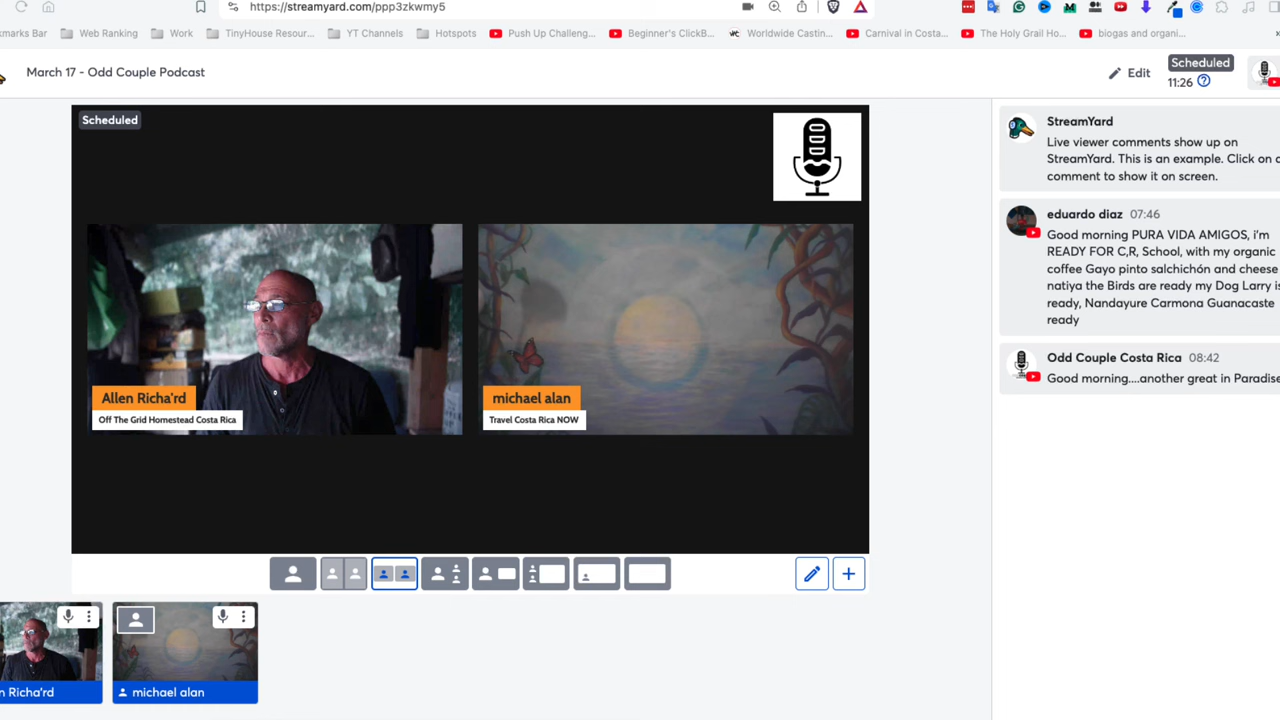 https://streamyard.com/ppp3zkwmy5
kmarks Bar
Web Ranking
Work
TinyHouse Resour...
YT Channels
Hotspots
Push Up Challeng...
Beginner's ClickB...
Worldwide Castin...
Carnival in Costa...
The Holy Grail Ho...
biogas and organi...
March 17 - Odd Couple Podcast
Edit
Scheduled
11:26
Scheduled
ODD
Allen Richa'rd
Off The Grid Homestead Costa Rica
michael alan
Travel Costa Rica NOW
n Richa'rd
michael alan
StreamYard
Live viewer comments show up on
StreamYard. This is an example. Click on a
comment to show it on screen.
eduardo diaz 07:46
Good morning PURA VIDA AMIGOS, i'm
READY FOR C,R, School, with my organic
coffee Gayo pinto salchichón and cheese
natiya the Birds are ready my Dog Larry is
ready, Nandayure Carmona Guanacaste
ready
Odd Couple Costa Rica 08:42
Good morning....another great in Paradise